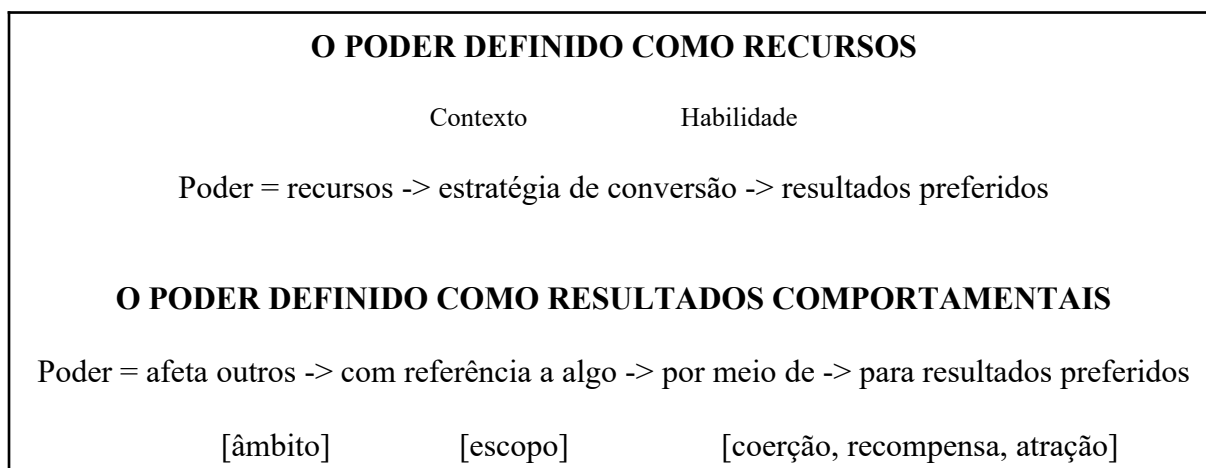 O PODER DEFINIDO COMO RECURSOS
Contexto Habilidade
Poder = recursos -> estratégia de conversão -> resultados preferidos
O PODER DEFINIDO COMO RESULTADOS COMPORTAMENTAIS
Poder = afeta outros -> com referência a algo -> por meio de -> para resultados preferidos
[âmbito] [escopo] [coerção, recompensa, atração]